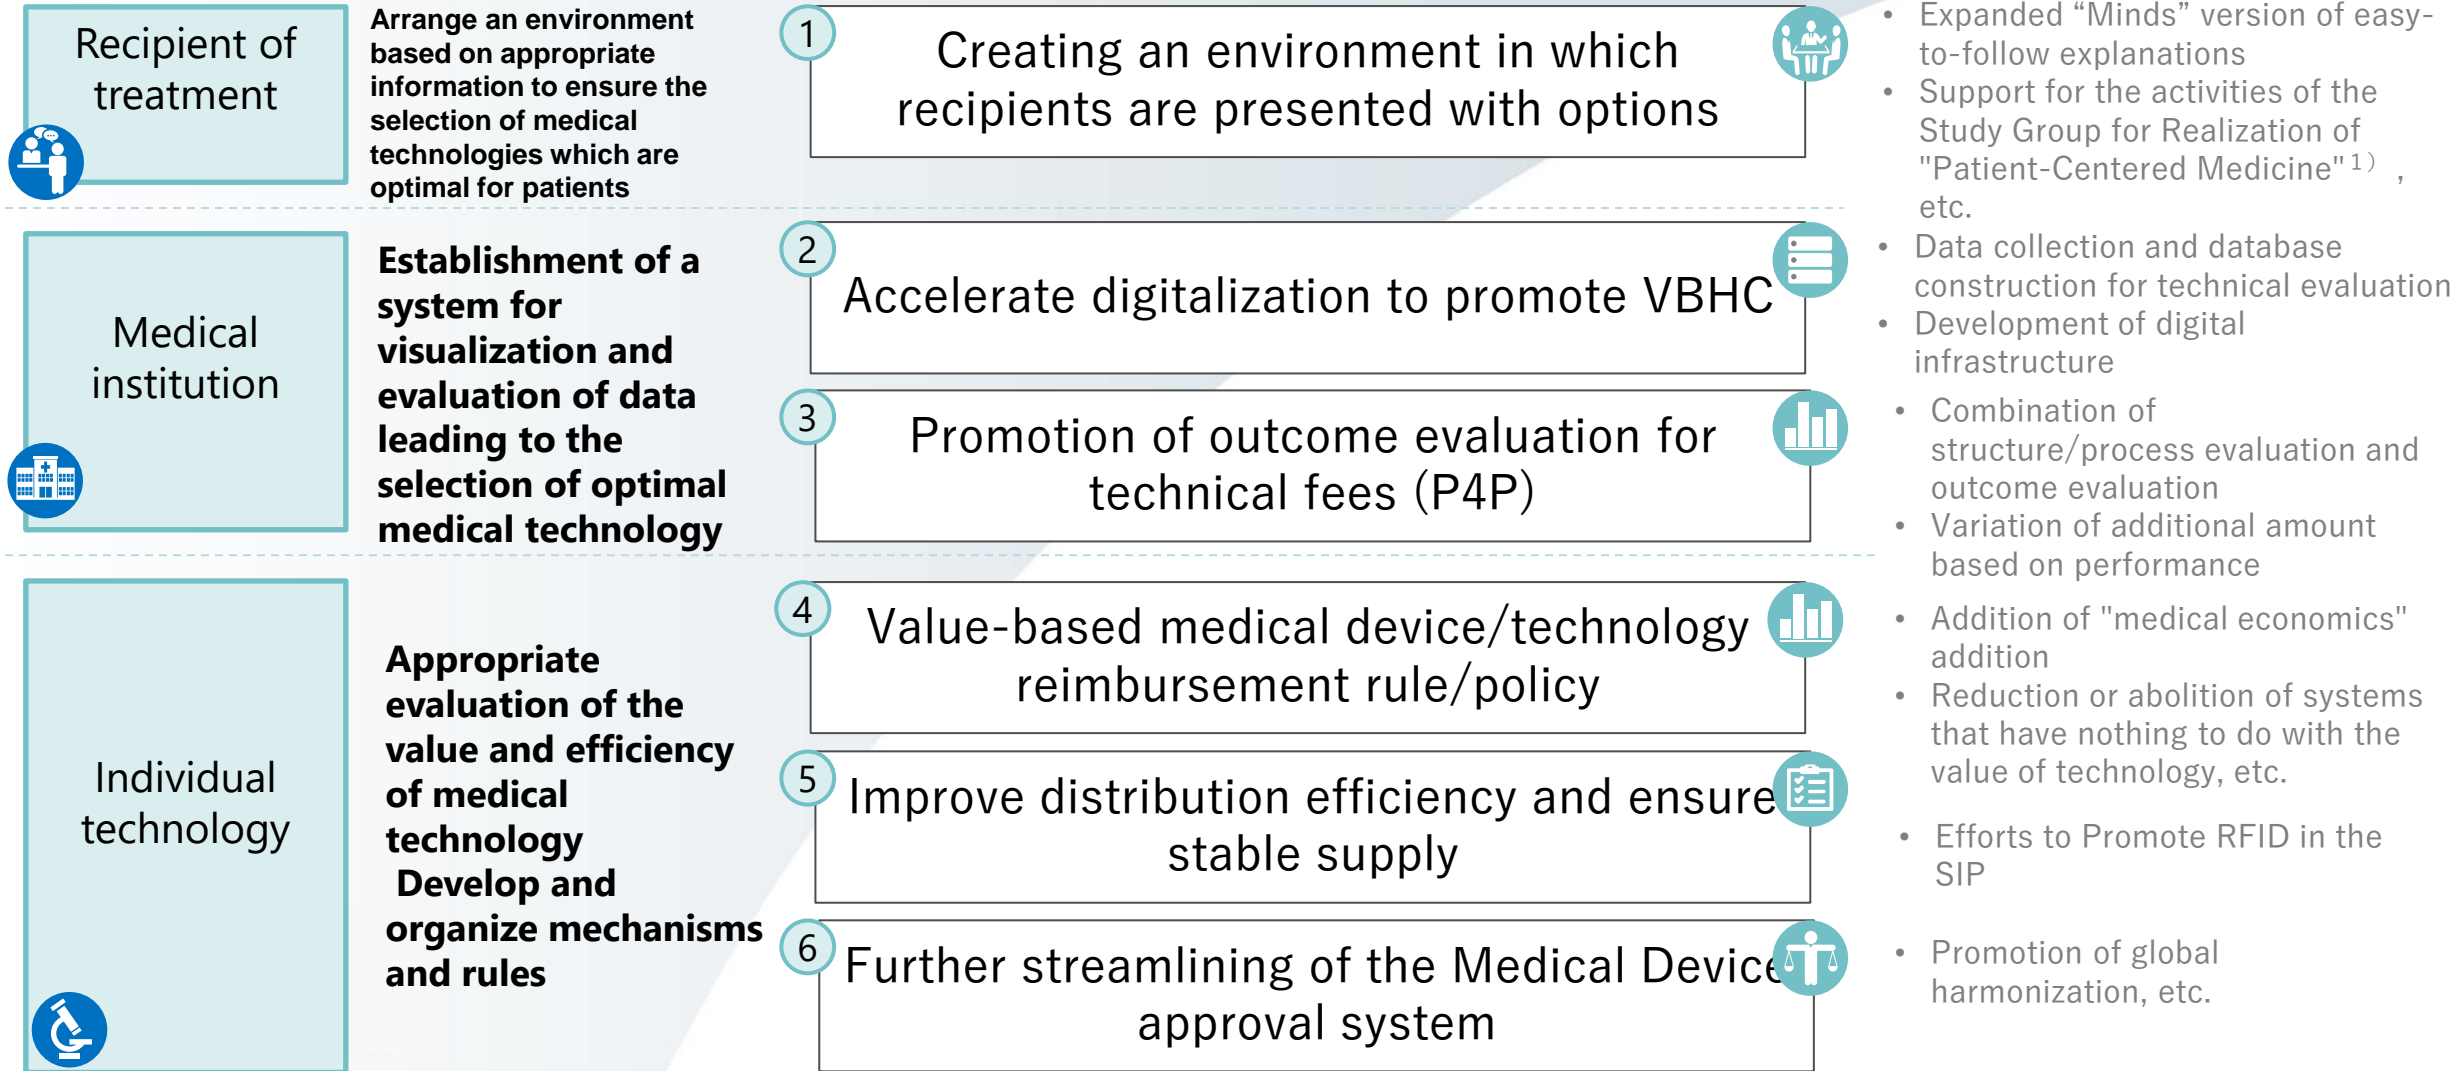 Recipient of
treatment
Arrange an environment
based on appropriate
information to ensure the
selection of medical
technologies which are
optimal for patients
1
Creating an environment in which
recipients are presented with options
• Expanded “Minds” version of easy-
to-follow explanations
• Support for the activities of the
Study Group for Realization of
"Patient-Centered Medicine"1) ,
etc.
Medical
institution
Establishment of a
system for
visualization and
evaluation of data
leading to the
selection of optimal
medical technology
2
Accelerate digitalization to promote VBHC
• Data collection and database
construction for technical evaluation
• Development of digital
infrastructure
3
Promotion of outcome evaluation for
technical fees (P4P)
• Combination of
structure/process evaluation and
outcome evaluation
• Variation of additional amount
based on performance
Individual
technology
Appropriate
evaluation of the
value and efficiency
of medical
technology
Develop and
organize mechanisms
and rules
4
Value-based medical device/technology
reimbursement rule/policy
• Addition of "medical economics"
addition
• Reduction or abolition of systems
that have nothing to do with the
value of technology, etc.
5
Improve distribution efficiency and ensure
stable supply
• Efforts to Promote RFID in the
SIP
6
Further streamlining of the Medical Device
approval system
• Promotion of global
harmonization, etc.